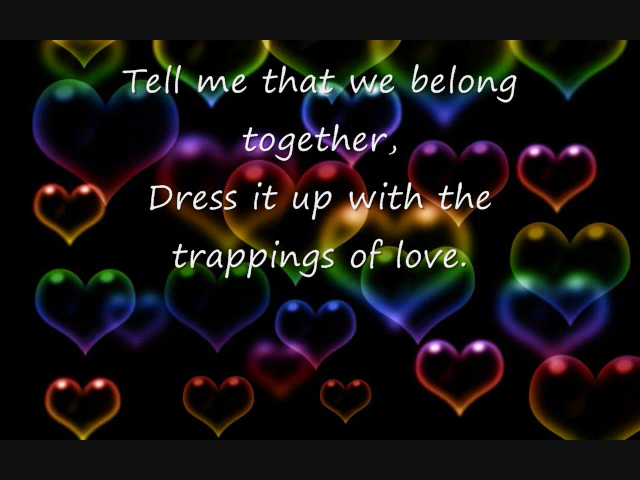 Tell me that we belong
together,
Dress it up with the
trappings of love.